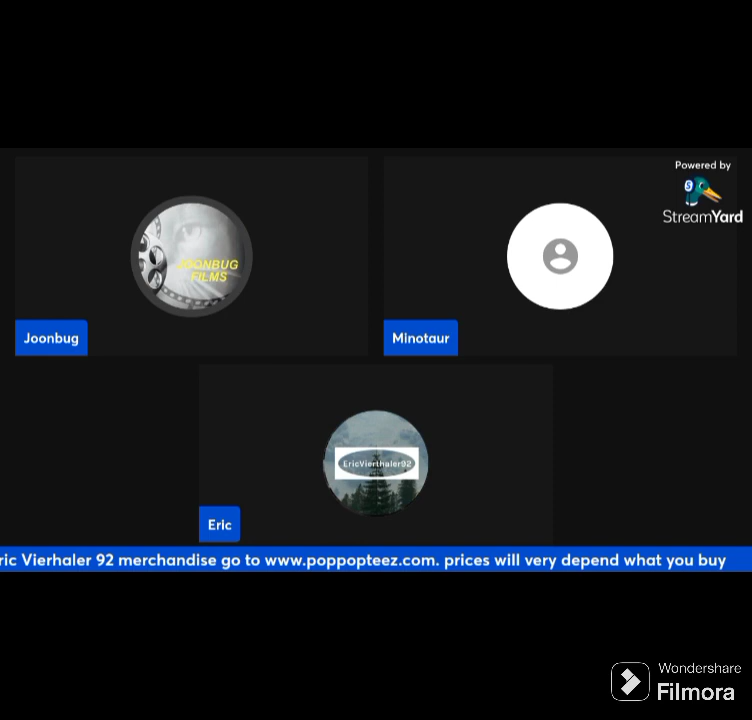 Powered by
StreamYard
JOONBUG
FILMS
Joonbug
Minotaur
EricVierthaler92
Eric
ric Vierhaler 92 merchandise go to www.poppopteez.com. prices will very depend what you buy
Wondershare
Filmora